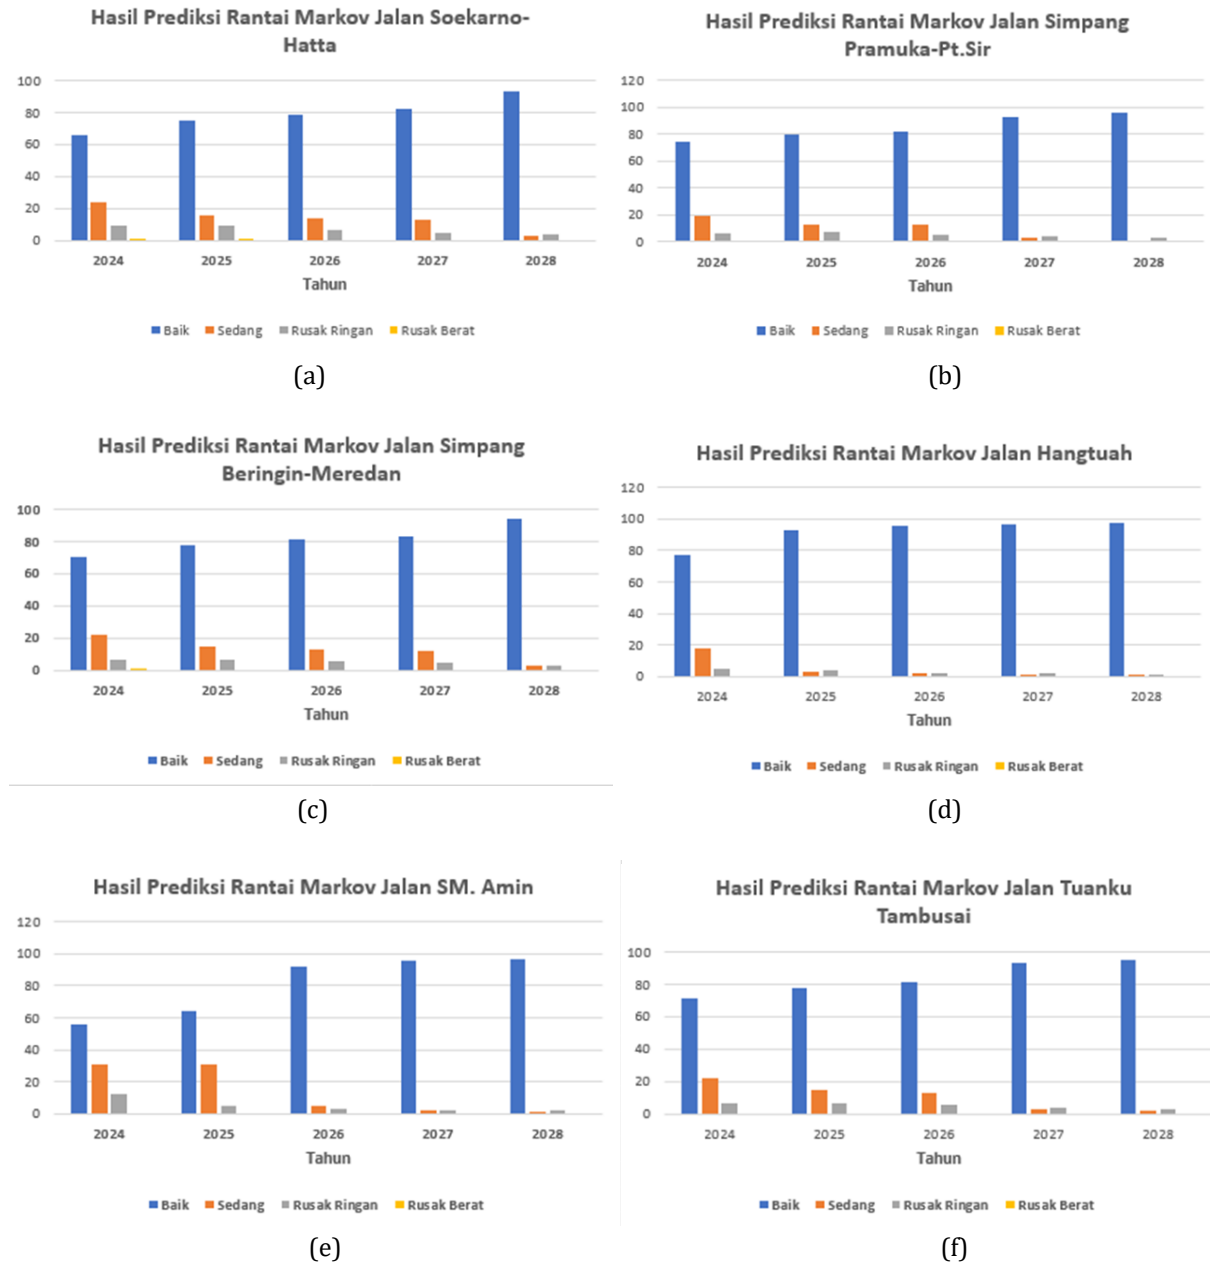 Hasil Prediksi Rantai Markov Jalan Soekarno-
Hatta
100
80
60
40
20
0
2024 2025 2026 2027 2028
Tahun
Baik Sedang Rusak Ringan Rusak Berat
(a)
Hasil Prediksi Rantai Markov Jalan Simpang
Pramuka-Pt.Sir
120
100
80
60
40
20
0
2024 2025 2026 2027 2028
Tahun
Baik Sedang Rusak Ringan Rusak Berat
(b)
Hasil Prediksi Rantai Markov Jalan Simpang
Beringin-Meredan
100
80
60
40
20
0
2024 2025 2026 2027 2028
Tahun
Baik Sedang Rusak Ringan Rusak Berat
(c)
Hasil Prediksi Rantai Markov Jalan Hangtuah
120
100
80
60
40
20
0
2024 2025 2026 2027 2028
Tahun
Baik Sedang Rusak Ringan Rusak Berat
(d)
Hasil Prediksi Rantai Markov Jalan SM. Amin
120
100
80
60
40
20
0
2024 2025 2026 2027 2028
Tahun
Baik Sedang Rusak Ringan Rusak Berat
(e)
Hasil Prediksi Rantai Markov Jalan Tuanku
Tambusai
100
80
60
40
20
0
2024 2025 2026 2027 2028
Tahun
Baik Sedang Rusak Ringan Rusak Berat
(f)